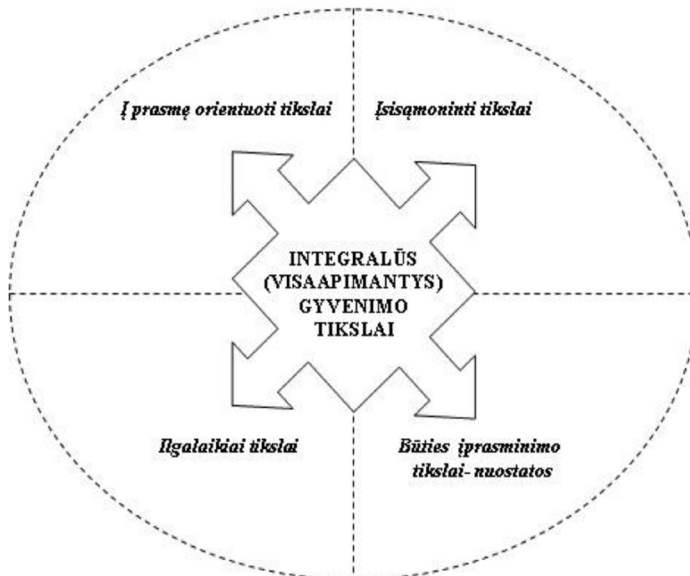 Į prasmę orientuoti tikslai
Įsisąmoninti tikslai
INTEGRALŪS
(VISAAPIMANTYS)
GYVENIMO
TIKSLAI
Ilgalaikiai tikslai
Būties įprasminimo
tikslai- nuostatos